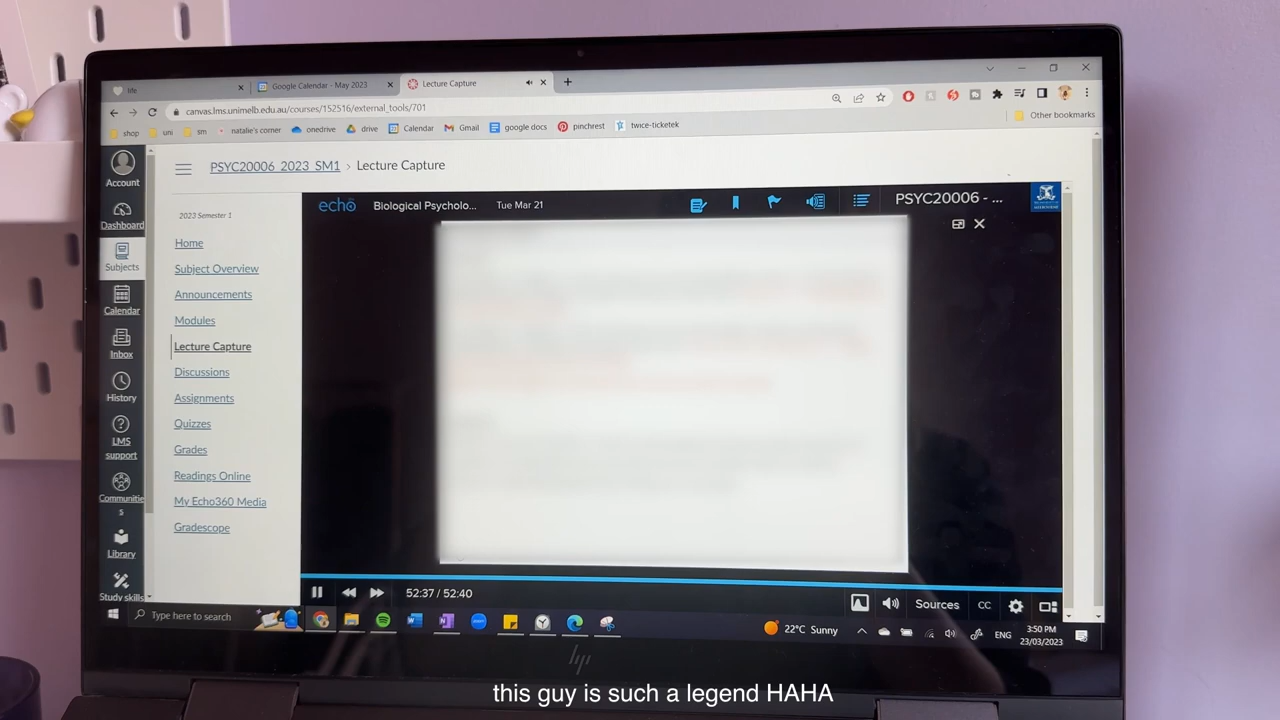 life
Google Calendar - May 2023
Lecture Capture
canvas.lms.unimelb.edu.au/courses/152516/external_tools/701
shop
uni
sm
natalie's corner
onedrive
drive
Calendar
Gmail
google docs
pinchrest
twice-ticketek
Other bookmarks
Account
Dashboard
Subjects
Calendar
Inbox
History
LMS
support
Communitie
s
Library
Study skills
PSYC20006_2023_SM1 > Lecture Capture
2023 Semester 1
Home
Subject Overview
Announcements
Modules
Lecture Capture
Discussions
Assignments
Quizzes
Grades
Readings Online
My Echo360 Media
Gradescope
echo
Biological Psycholo...
Tue Mar 21
PSYC20006 - ...
52:37 / 52:40
Sources
CC
Type here to search
22°C Sunny
ENG
3:50 PM
23/03/2023
hp
this guy is such a legend HAHA